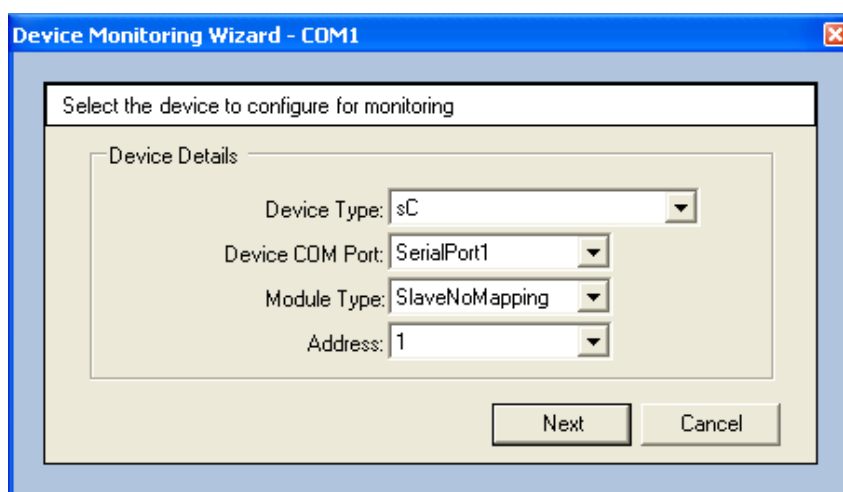 Device Monitoring Wizard - COM1
Select the device to configure for monitoring
Device Details
Device Type: sC
Device COM Port: SerialPort1
Module Type: SlaveNoMapping
Address: 1
Next Cancel